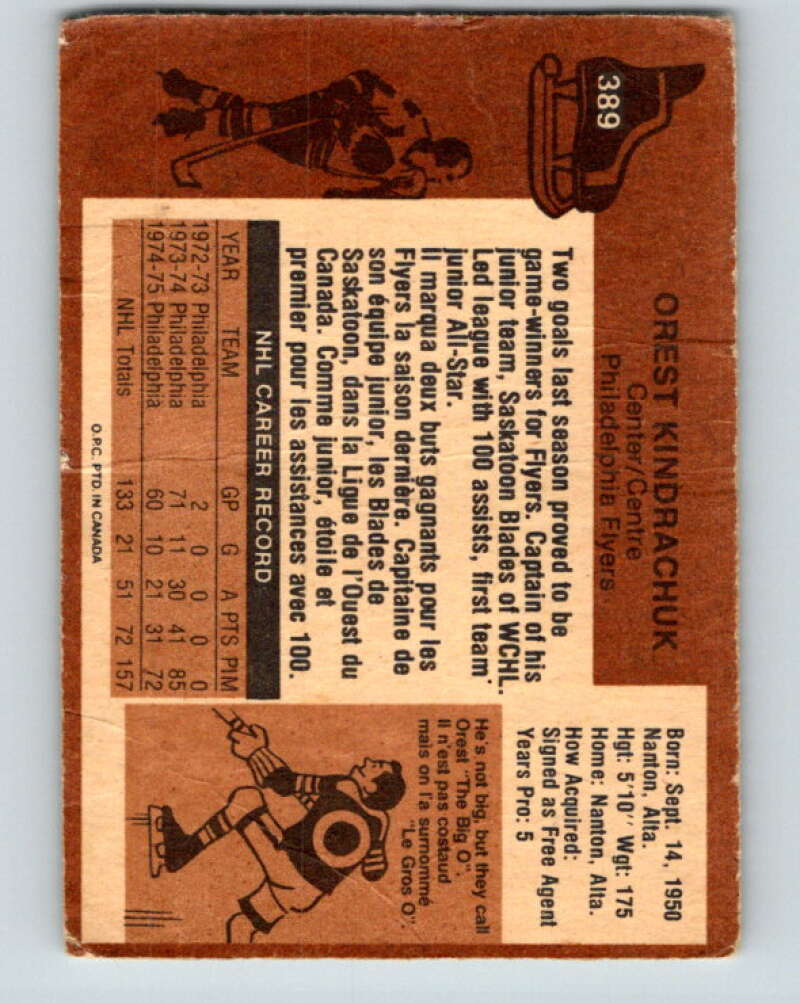 389
OREST KINDRACHUK
Center/Centre
Philadelphia Flyers
Born: Sept. 14, 1950
Nanton, Alta.
Hgt: 5'10" Wgt: 175
Home: Nanton, Alta.
How Acquired:
Signed as Free Agent
Years Pro: 5
Two goals last season proved to be
game-winners for Flyers. Captain of his
junior team, Saskatoon Blades of WCHL.
Led league with 100 assists, first team
junior All-Star.
Il marqua deux buts gagnants pour les
Flyers la saison dernière. Capitaine de
son équipe junior, les Blades de
Saskatoon, dans la Ligue de l'Ouest du
Canada. Comme junior, étoile et
premier pour les assistances avec 100.
NHL CAREER RECORD
YEAR TEAM GP G A PTS PIM
1972-73 Philadelphia 2 0 0 0 0
1973-74 Philadelphia 71 11 30 41 85
1974-75 Philadelphia 60 10 21 31 72
NHL Totals 133 21 51 72 157
He's not big, but they call
Orest "The Big O".
Il n'est pas costaud
mais on l'a surnommé
"Le Gros O".
O
O.P.C. PTD. IN CANADA